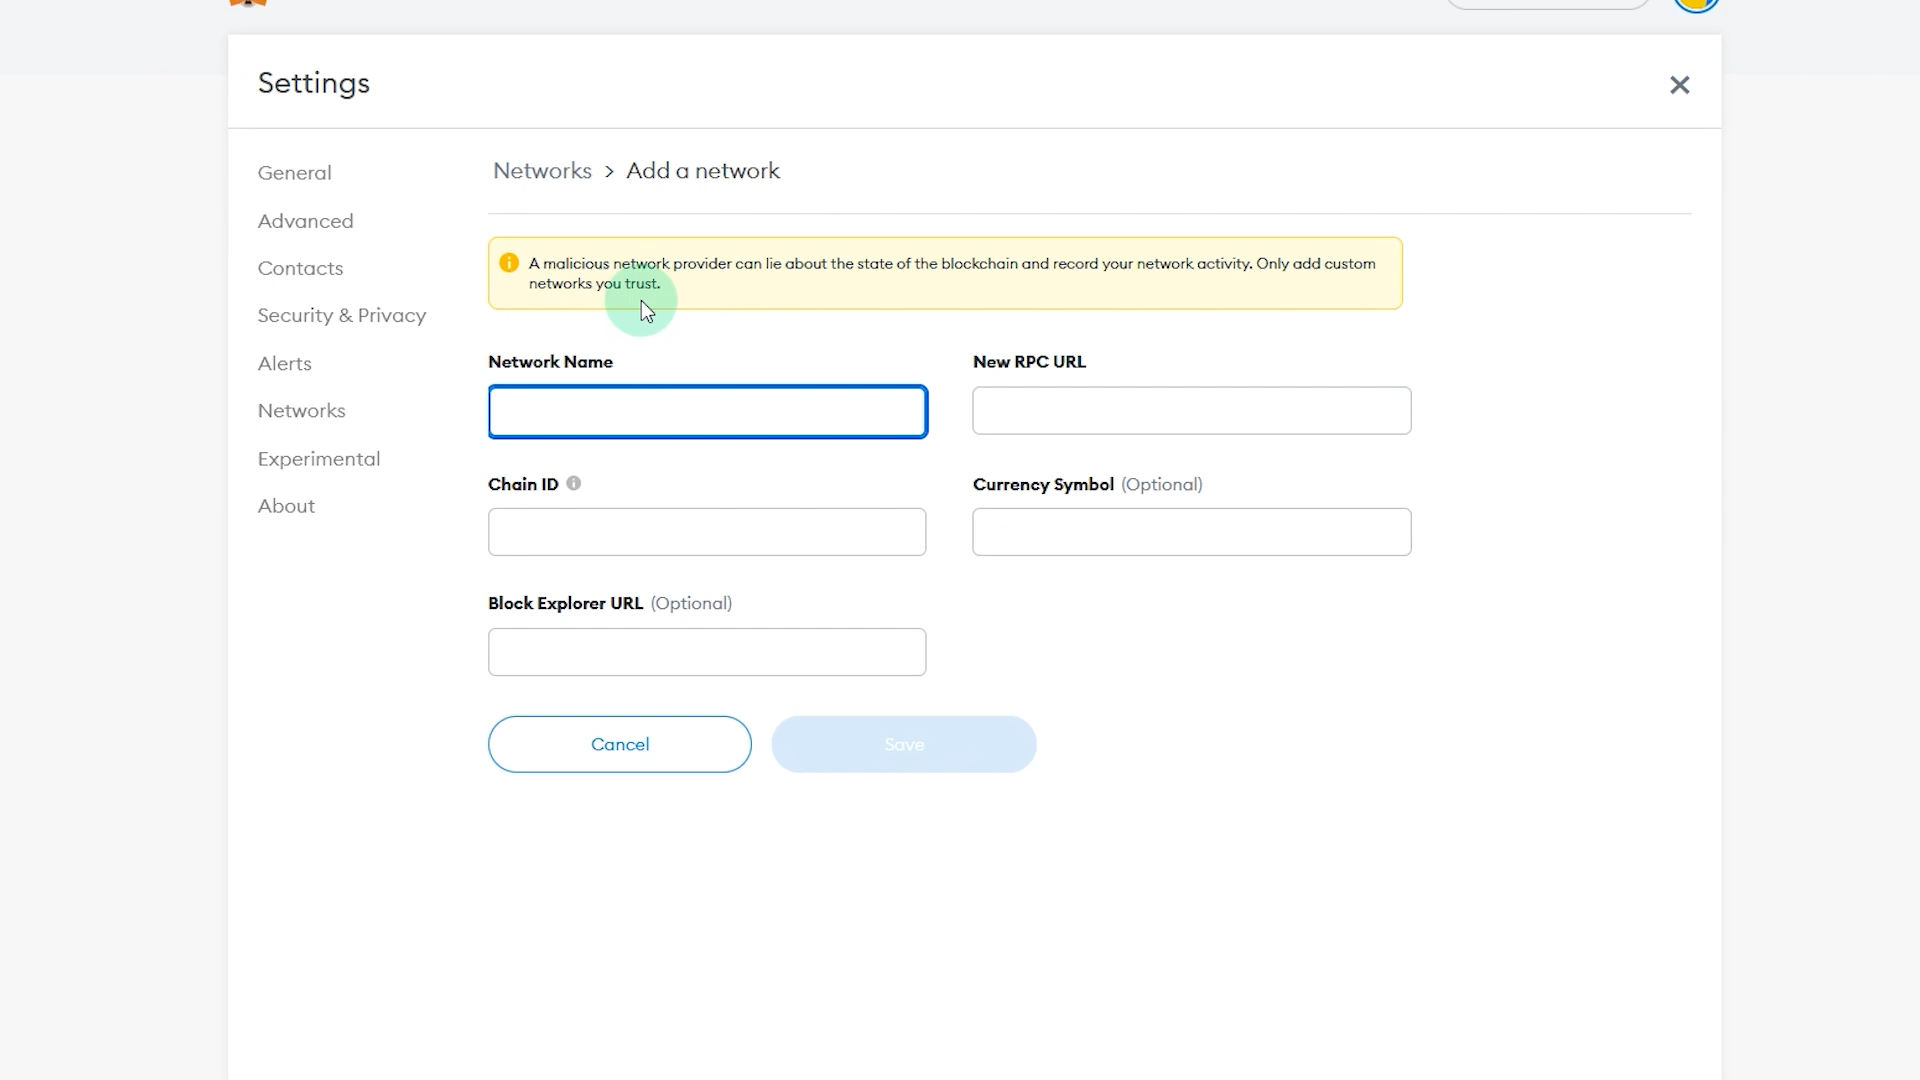 Settings
General
Advanced
Contacts
Security & Privacy
Alerts
Networks
Experimental
About
Networks > Add a network
A malicious network provider can lie about the state of the blockchain and record your network activity. Only add custom
networks you trust.
Network Name
New RPC URL
Chain ID
Currency Symbol (Optional)
Block Explorer URL (Optional)
Cancel
Save